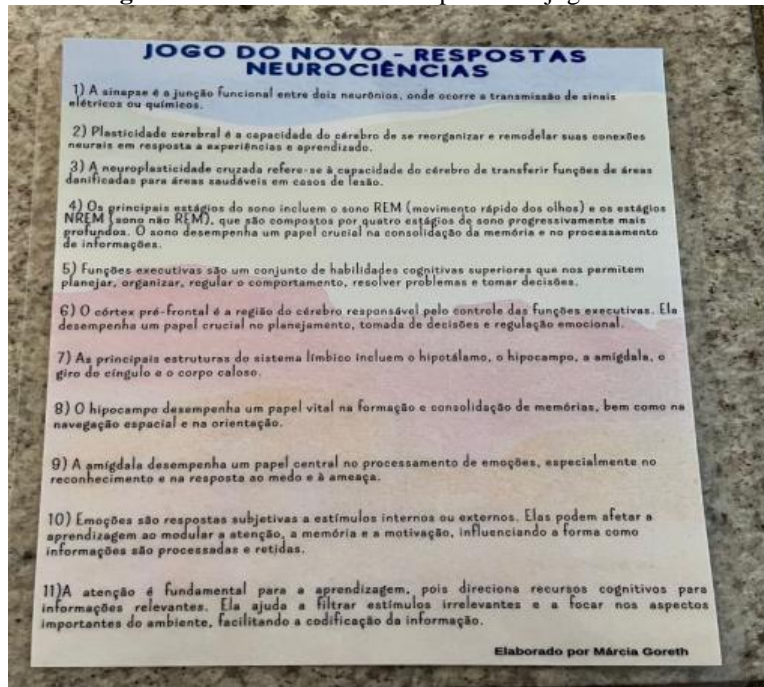 JOGO DO NOVO - RESPOSTAS
NEUROCIÊNCIAS
1) A sinapse é a junção funcional entre dois neurônios, onde ocorre a transmissão de sinais
elétricos ou químicos.
2) Plasticidade cerebral é a capacidade do cérebro de se reorganizar e remodelar suas conexões
neurais em resposta a experiências e aprendizado.
3) A neuroplasticidade cruzada refere-se à capacidade do cérebro de transferir funções de áreas
danificadas para áreas saudáveis em casos de lesão.
4) Os principais estágios do sono incluem o sono REM (movimento rápido dos olhos) e os estágios
NREM (sono não REM), que são compostos por quatro estágios de sono progressivamente mais
profundos. O sono desempenha um papel crucial na consolidação da memória e no processamento
de informações.
5) Funções executivas são um conjunto de habilidades cognitivas superiores que nos permitem
planejar, organizar, regular o comportamento, resolver problemas e tomar decisões.
6) O córtex pré-frontal é a região do cérebro responsável pelo controle das funções executivas. Ela
desempenha um papel crucial no planejamento, tomada de decisões e regulação emocional.
7) As principais estruturas do sistema límbico incluem o hipotálamo, o hipocampo, a amígdala, o
giro do cíngulo e o corpo caloso.
8) O hipocampo desempenha um papel vital na formação e consolidação de memórias, bem como na
navegação espacial e na orientação.
9) A amígdala desempenha um papel central no processamento de emoções, especialmente no
reconhecimento e na resposta ao medo e à ameaça.
10) Emoções são respostas subjetivas a estímulos internos ou externos. Elas podem afetar a
aprendizagem ao modular a atenção, a memória e a motivação, influenciando a forma como
informações são processadas e retidas.
11)A atenção é fundamental para a aprendizagem, pois direciona recursos cognitivos para
informações relevantes. Ela ajuda a filtrar estímulos irrelevantes e a focar nos aspectos
importantes do ambiente, facilitando a codificação da informação.
Elaborado por Márcia Goreth